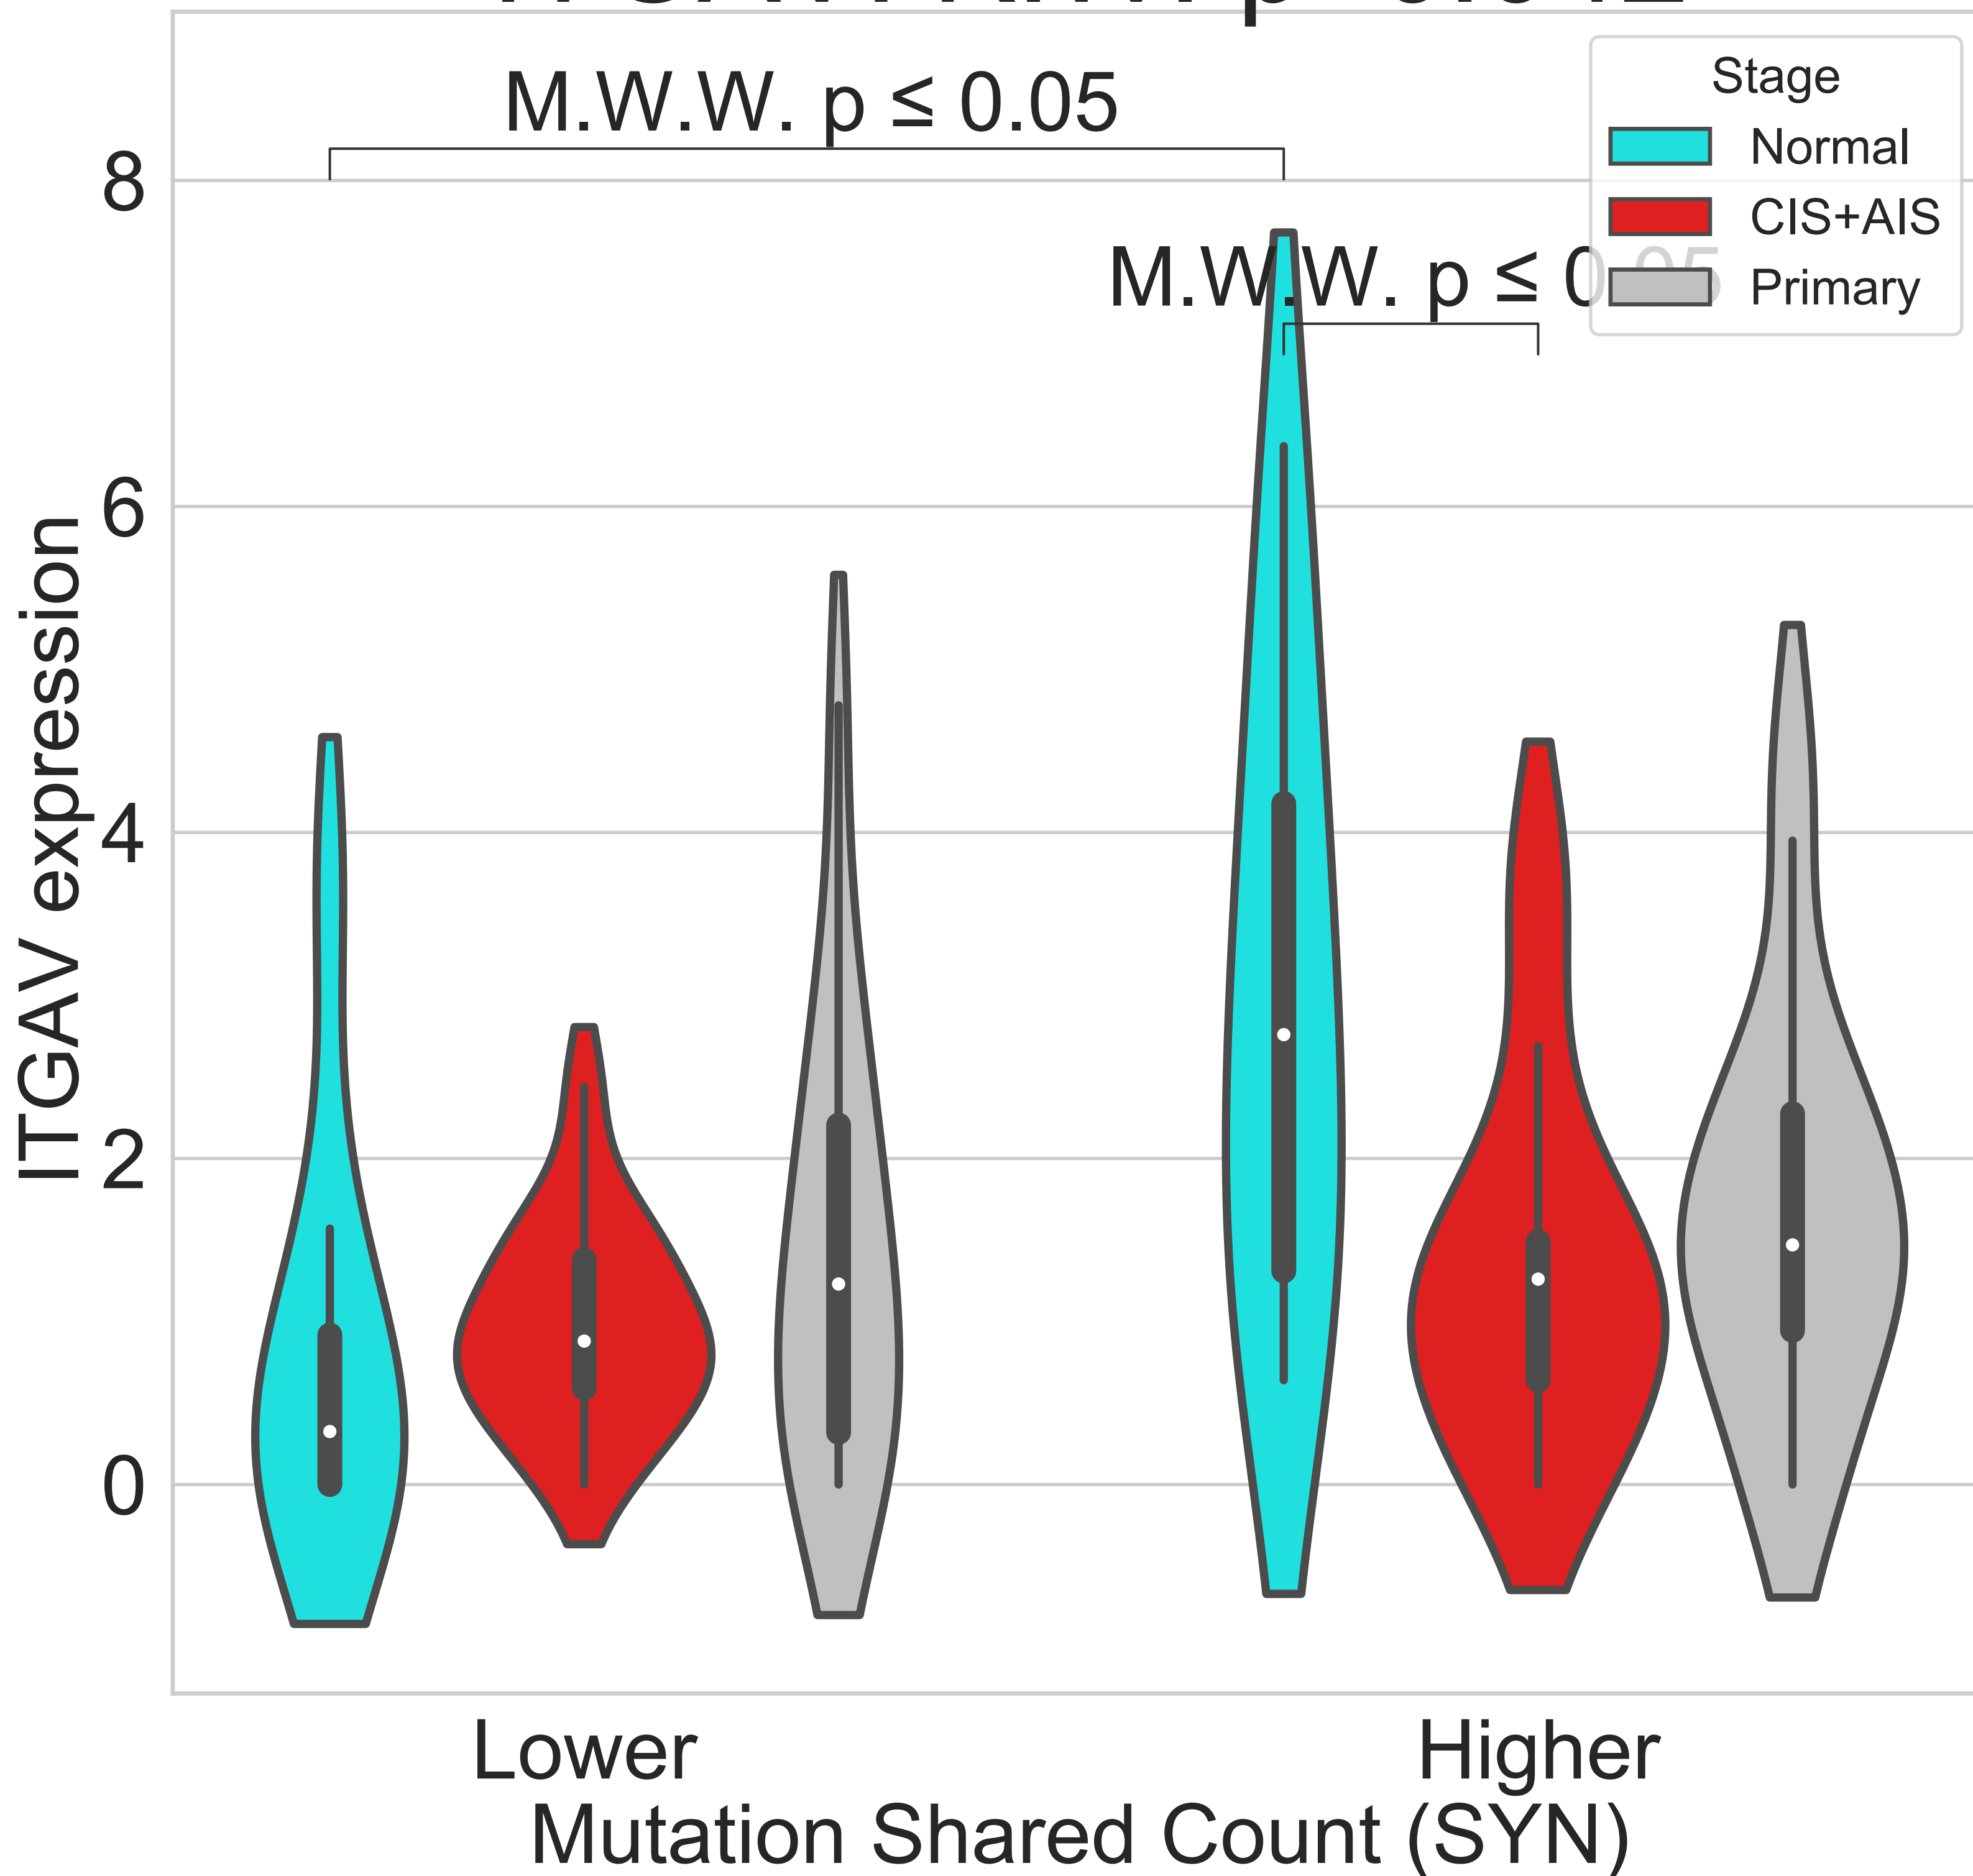 M.W.W. p ≤ 0.05
Stage
Normal
CIS+AIS
Primary
M.W.W. p ≤ 0.05
8
6
4
2
0
ITGAV expression
Lower
Higher
Mutation Shared Count (SYN)